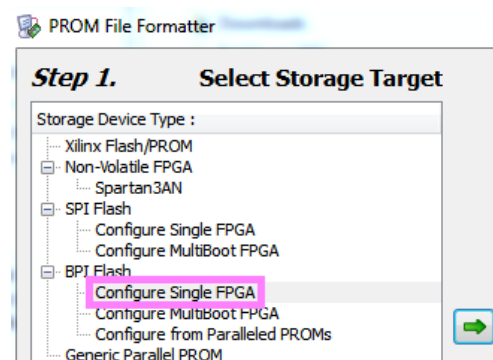 PROM File Formatter
Step 1. Select Storage Target
Storage Device Type :
Xilinx Flash/PROM
Non-Volatile FPGA
Spartan3AN
SPI Flash
Configure Single FPGA
Configure MultiBoot FPGA
BPI Flash
Configure Single FPGA
Configure MultiBoot FPGA
Configure from Paralleled PROMs
Generic Parallel PROM